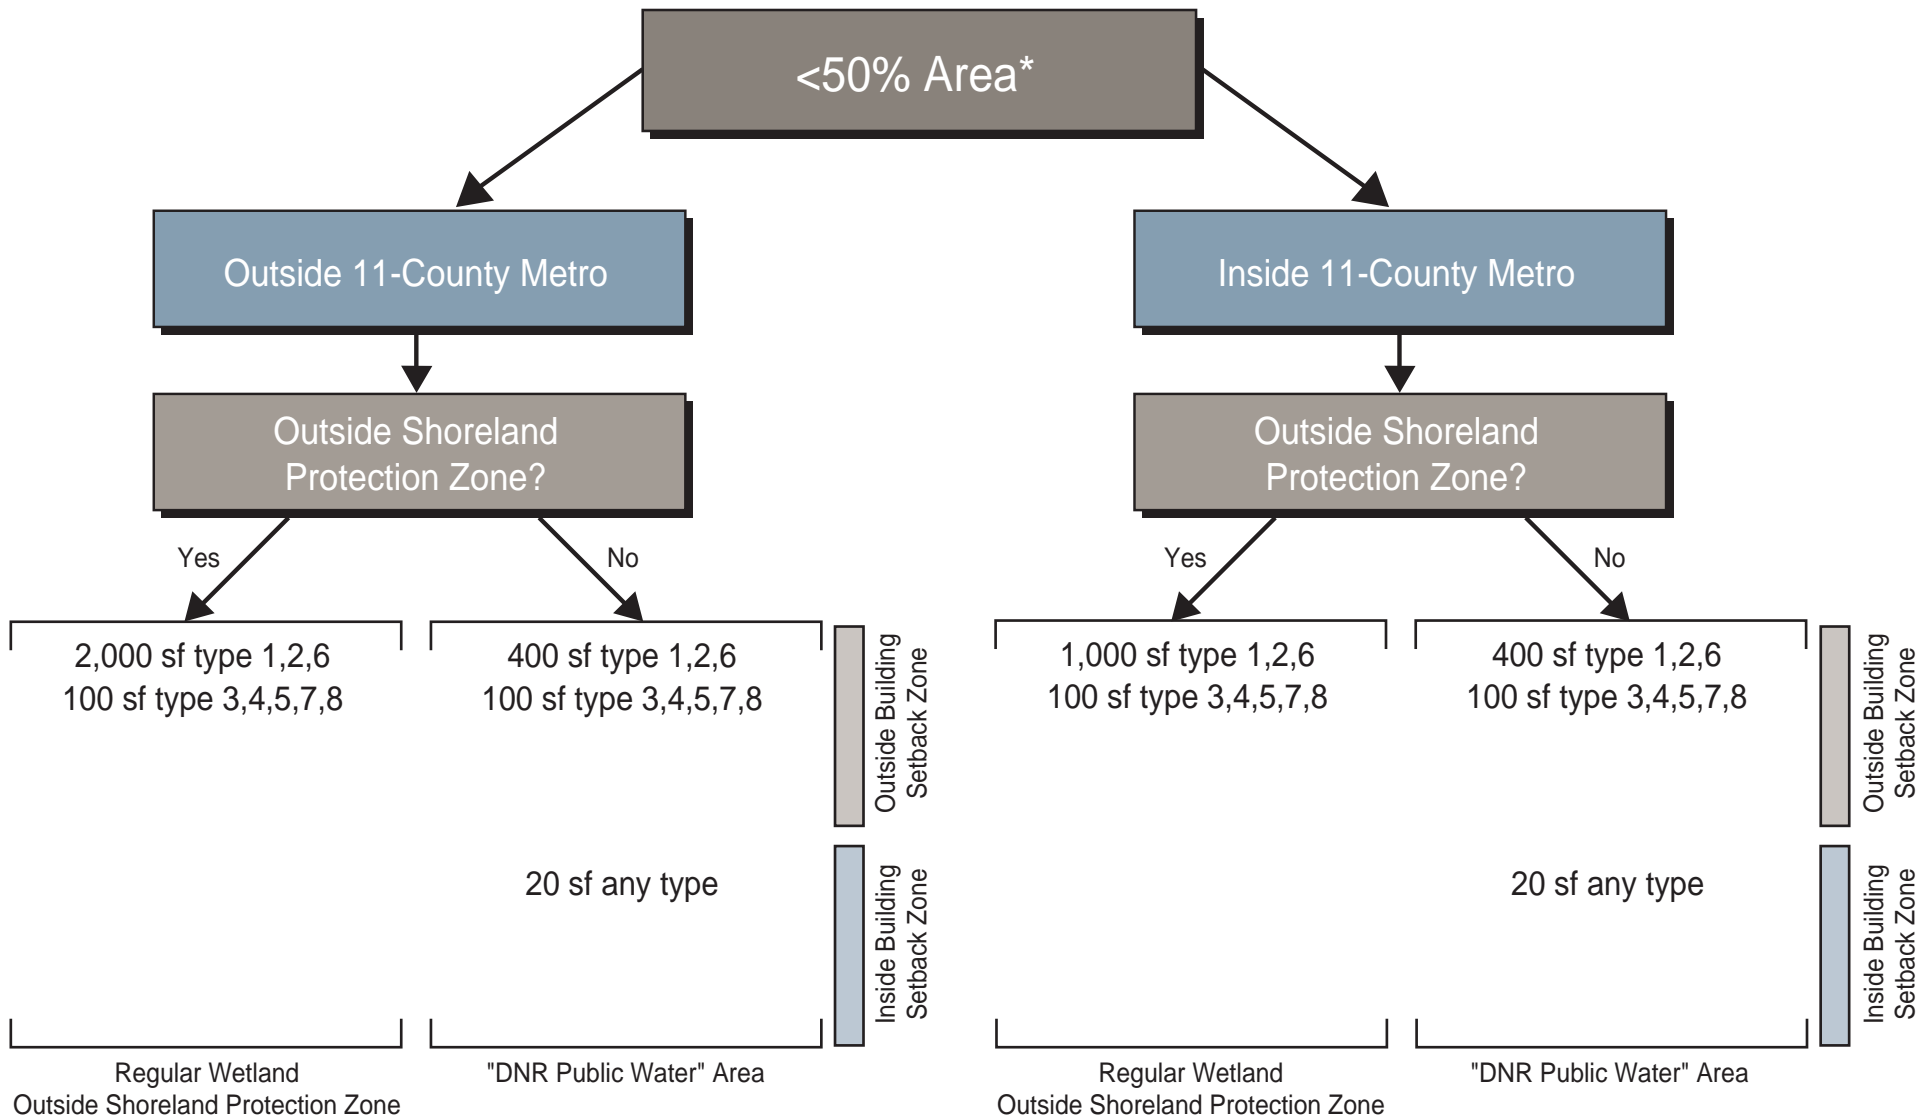 <50% Area*
Outside 11-County Metro
Outside Shoreland
Protection Zone?
Yes
No
2,000 sf type 1,2,6
100 sf type 3,4,5,7,8
400 sf type 1,2,6
100 sf type 3,4,5,7,8
20 sf any type
Outside Building
Setback Zone
Inside Building
Setback Zone
Regular Wetland
Outside Shoreland Protection Zone
"DNR Public Water" Area
Inside 11-County Metro
Outside Shoreland
Protection Zone?
Yes
No
1,000 sf type 1,2,6
100 sf type 3,4,5,7,8
400 sf type 1,2,6
100 sf type 3,4,5,7,8
20 sf any type
Outside Building
Setback Zone
Inside Building
Setback Zone
Regular Wetland
Outside Shoreland Protection Zone
"DNR Public Water" Area